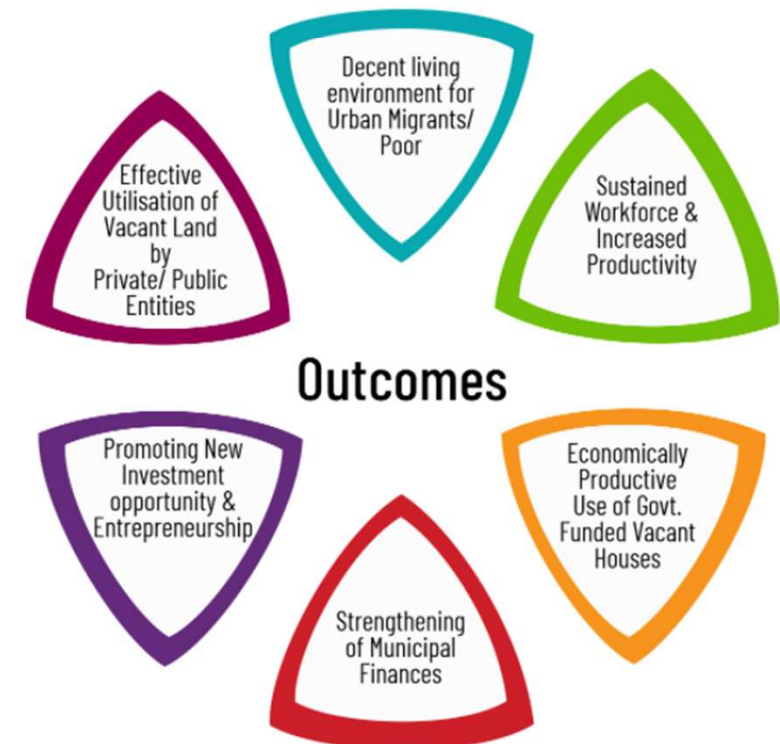 Decent living
environment for
Urban Migrants/
Poor
Effective
Utilisation of
Vacant Land
by
Private/ Public
Entities
Sustained
Workforce &
Increased
Productivity
Outcomes
Promoting New
Investment
opportunity &
Entrepreneurship
Economically
Productive
Use of Govt.
Funded Vacant
Houses
Strengthening
of Municipal
Finances